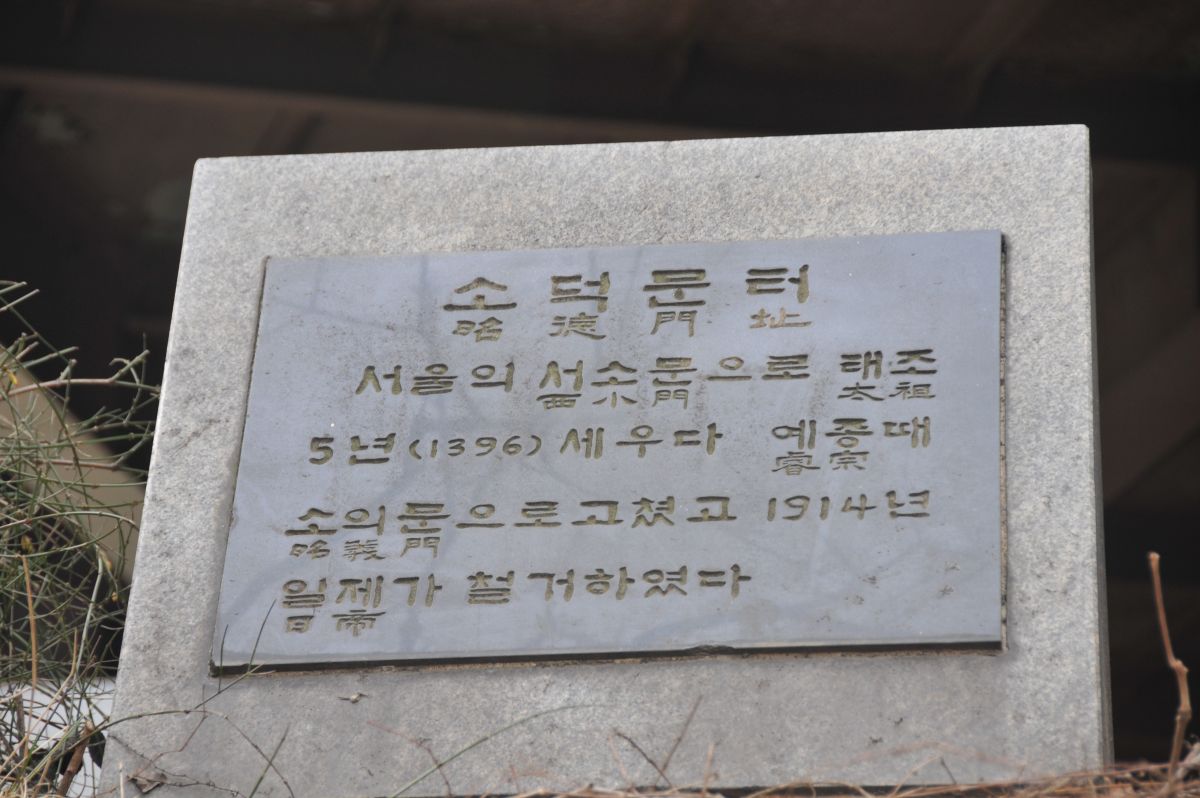 소덕문터
昭德門址
서울의 서소문으로 태조
西小門 太祖
5년(1396) 세우다 예종때
睿宗
소의문으로고쳤고 1914년
昭義門
일제가 철거하였다
日帝